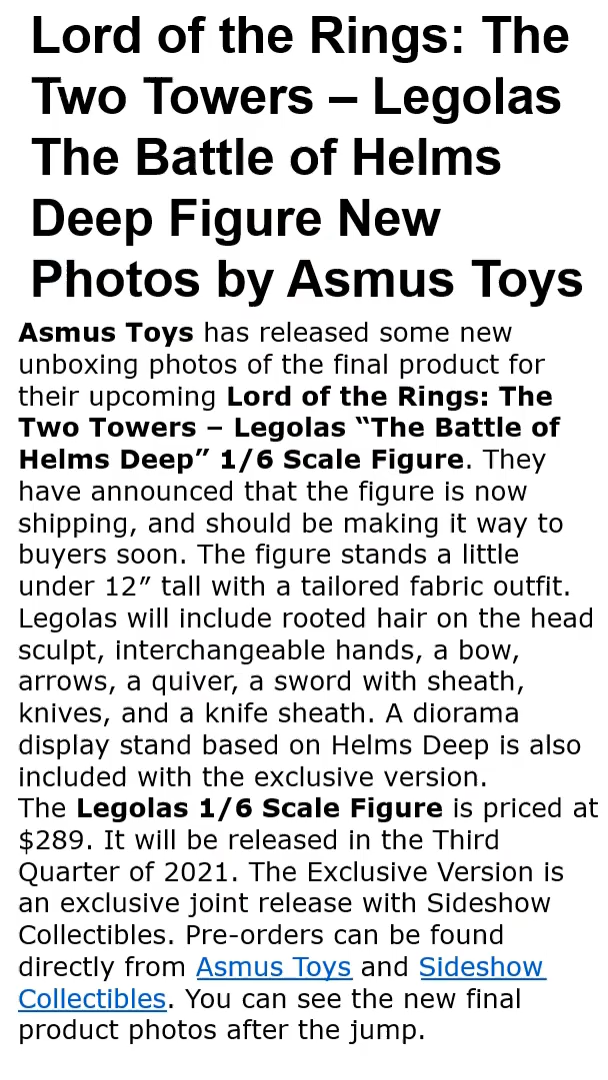 Lord of the Rings: The
Two Towers – Legolas
The Battle of Helms
Deep Figure New
Photos by Asmus Toys
Asmus Toys has released some new
unboxing photos of the final product for
their upcoming Lord of the Rings: The
Two Towers – Legolas “The Battle of
Helms Deep” 1/6 Scale Figure. They
have announced that the figure is now
shipping, and should be making it way to
buyers soon. The figure stands a little
under 12” tall with a tailored fabric outfit.
Legolas will include rooted hair on the head
sculpt, interchangeable hands, a bow,
arrows, a quiver, a sword with sheath,
knives, and a knife sheath. A diorama
display stand based on Helms Deep is also
included with the exclusive version.
The Legolas 1/6 Scale Figure is priced at
$289. It will be released in the Third
Quarter of 2021. The Exclusive Version is
an exclusive joint release with Sideshow
Collectibles. Pre-orders can be found
directly from Asmus Toys and Sideshow
Collectibles. You can see the new final
product photos after the jump.